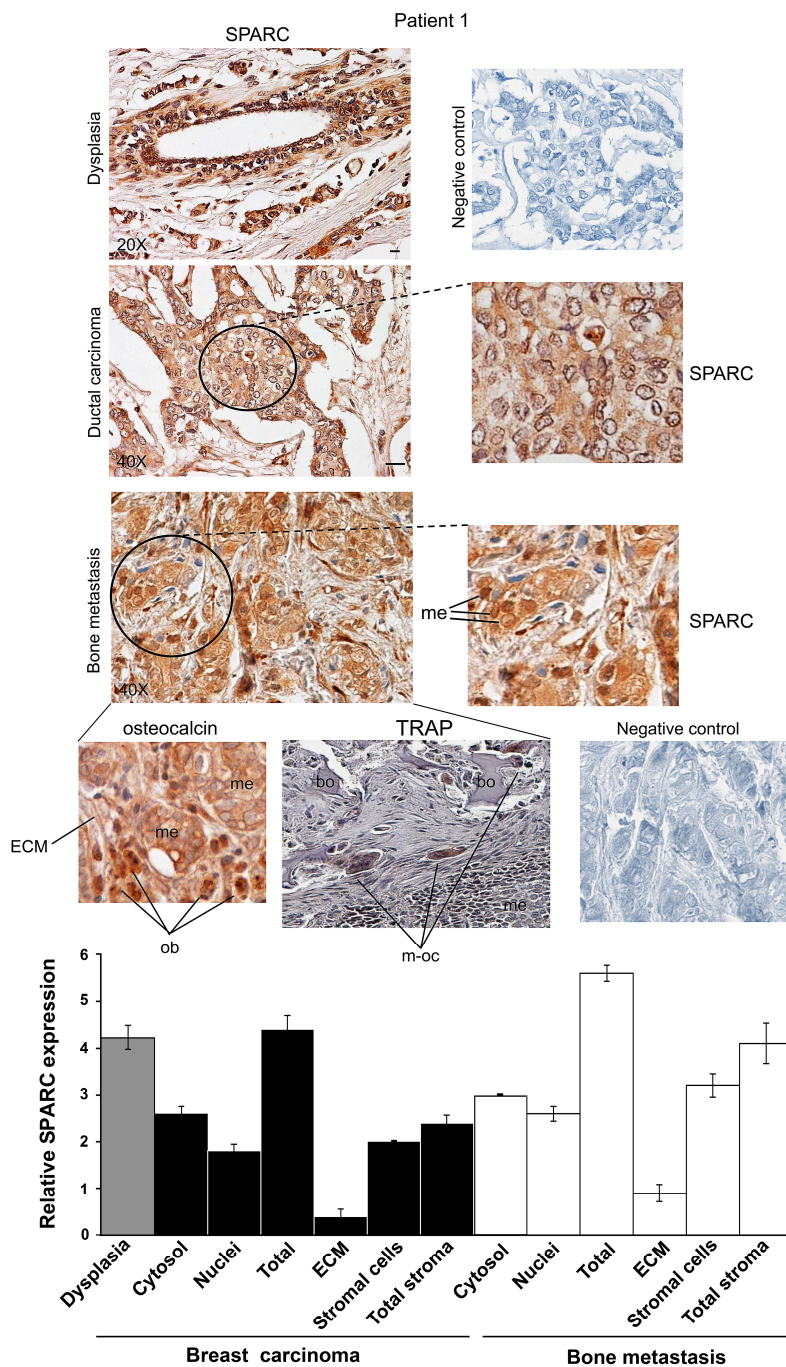 Patient 1
SPARC
Dysplasia
20X
Negative control
Ductal carcinoma
40X
SPARC
Bone metastasis
40X
me
SPARC
osteocalcin
TRAP
Negative control
me
me
ECM
ob
bo
bo
me
m-oc
Relative SPARC expression
6
5
4
3
2
1
0
Dysplasia
Cytosol
Nuclei
Total
ECM
Stromal cells
Total stroma
Cytosol
Nuclei
Total
ECM
Stromal cells
Total stroma
Breast carcinoma
Bone metastasis